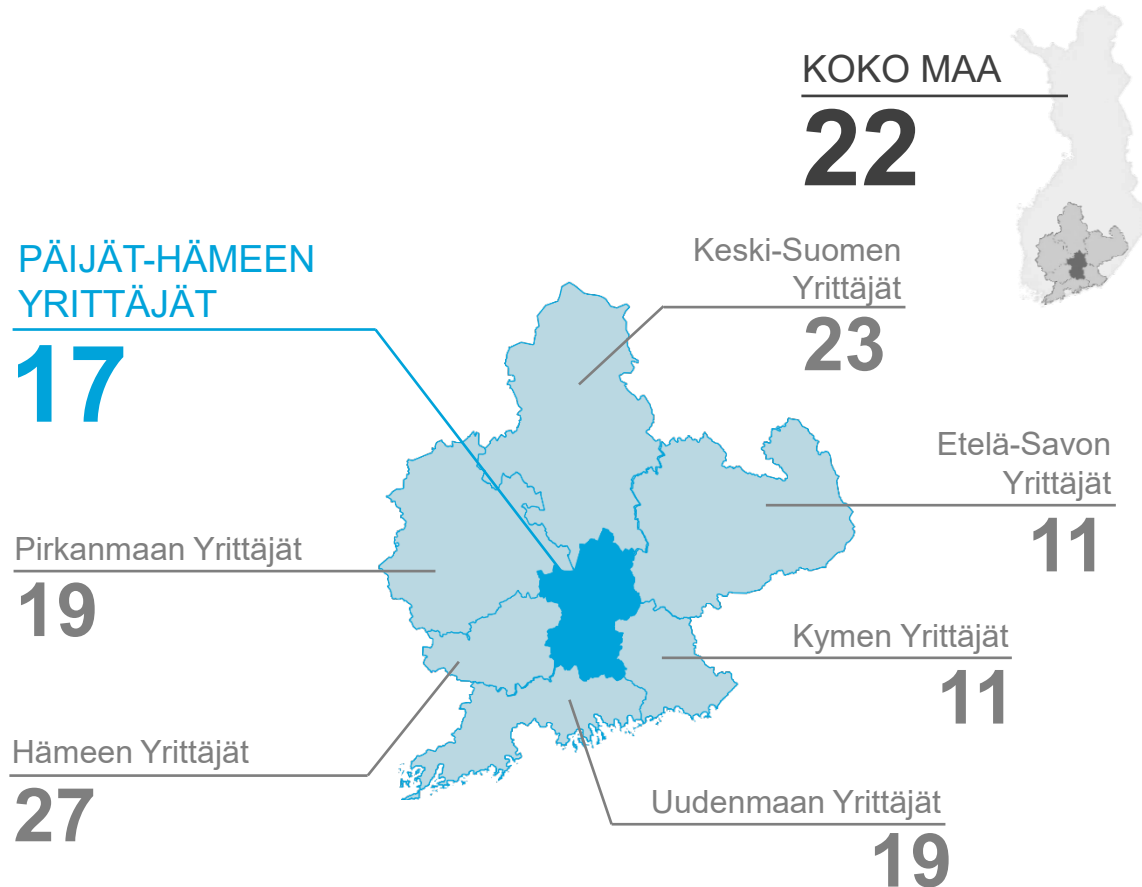 KOKO MAA
22
PÄIJÄT-HÄMEEN
YRITTÄJÄT
17
Keski-Suomen
Yrittäjät
23
Etelä-Savon
Yrittäjät
11
Pirkanmaan Yrittäjät
19
Kymen Yrittäjät
11
Hämeen Yrittäjät
27
Uudenmaan Yrittäjät
19